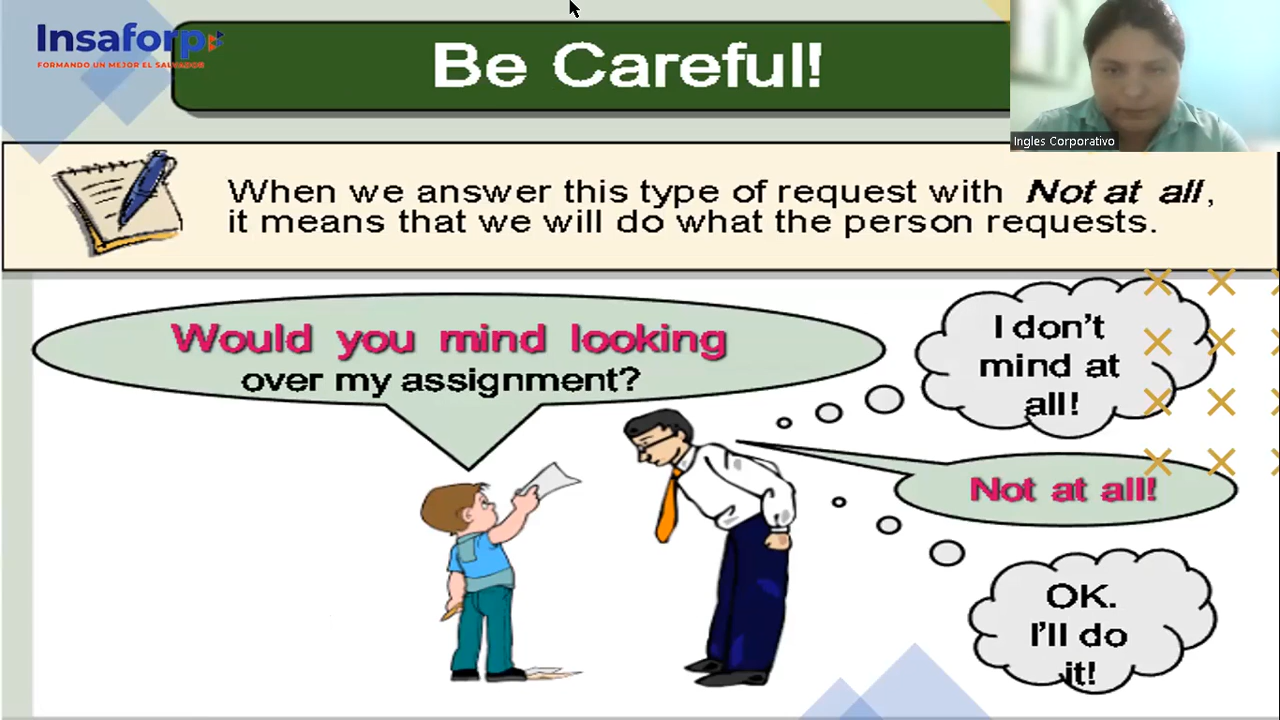 Insaforp
FORMANDO UN MEJOR EL SALVADOR
Be Careful!
Ingles Corporativo
When we answer this type of request with Not at all,
it means that we will do what the person requests.
Would you mind looking
over my assignment?
I don't
mind at
all!
Not at all!
OK.
I'll do
it!